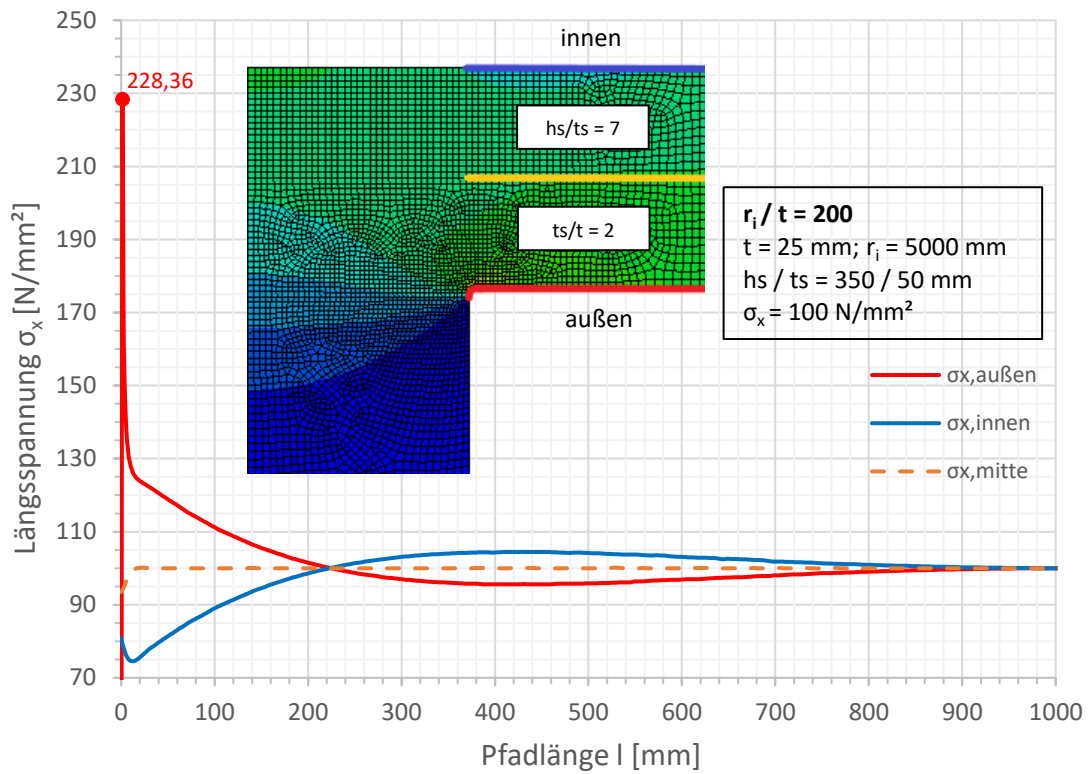 250
230
210
190
170
150
130
110
90
70
Längsspannung σx [N/mm²]
228,36
innen
hs/ts = 7
ts/t = 2
außen
ri / t = 200
t = 25 mm; ri = 5000 mm
hs / ts = 350 / 50 mm
σx = 100 N/mm²
σx,außen
σx,innen
σx,mitte
0 100 200 300 400 500 600 700 800 900 1000
Pfadlänge l [mm]